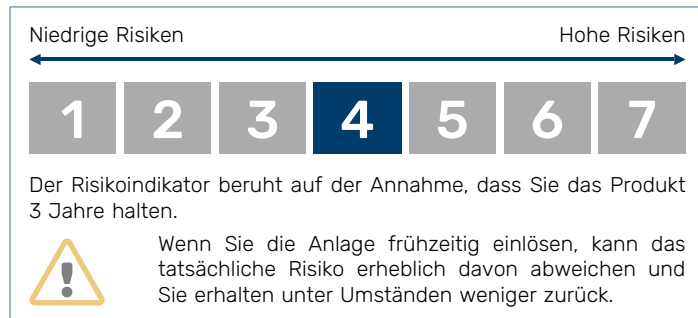 Niedrige Risiken Hohe Risiken
1 2 3 4 5 6 7
Der Risikoindikator beruht auf der Annahme, dass Sie das Produkt
3 Jahre halten.
Wenn Sie die Anlage frühzeitig einlösen, kann das
tatsächliche Risiko erheblich davon abweichen und
Sie erhalten unter Umständen weniger zurück.